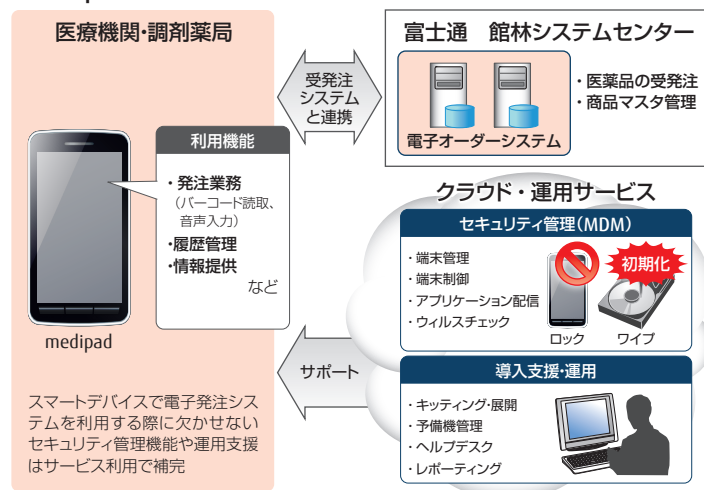 医療機関・調剤薬局
利用機能
・発注業務
（バーコード読取、
音声入力）
・履歴管理
・情報提供
など
medipad
スマートデバイスで電子発注シス
テムを利用する際に欠かせない
セキュリティ管理機能や運用支援
はサービス利用で補完
受発注
システム
と連携
富士通　館林システムセンター
電子オーダーシステム
・医薬品の受発注
・商品マスタ管理
サポート
クラウド・運用サービス
セキュリティ管理（MDM）
・端末管理
・端末制御
・アプリケーション配信
・ウィルスチェック
初期化
ロック
ワイプ
導入支援・運用
・キッティング・展開
・予備機管理
・ヘルプデスク
・レポーティング